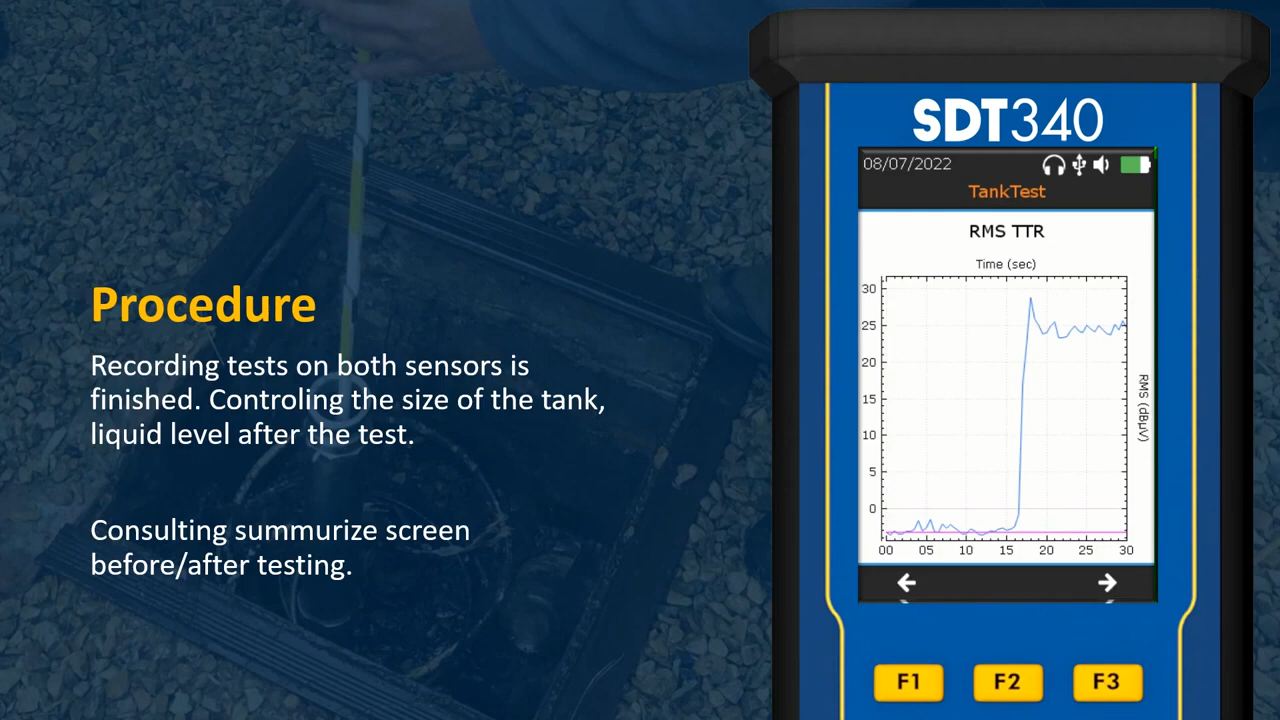 Procedure
Recording tests on both sensors is
finished. Controling the size of the tank,
liquid level after the test.
Consulting summurize screen
before/after testing.
SDT340
08/07/2022
TankTest
RMS TTR
Time (sec)
30
25
20
15
10
5
0
RMS (dBµV)
00 05 10 15 20 25 30
F1 F2 F3